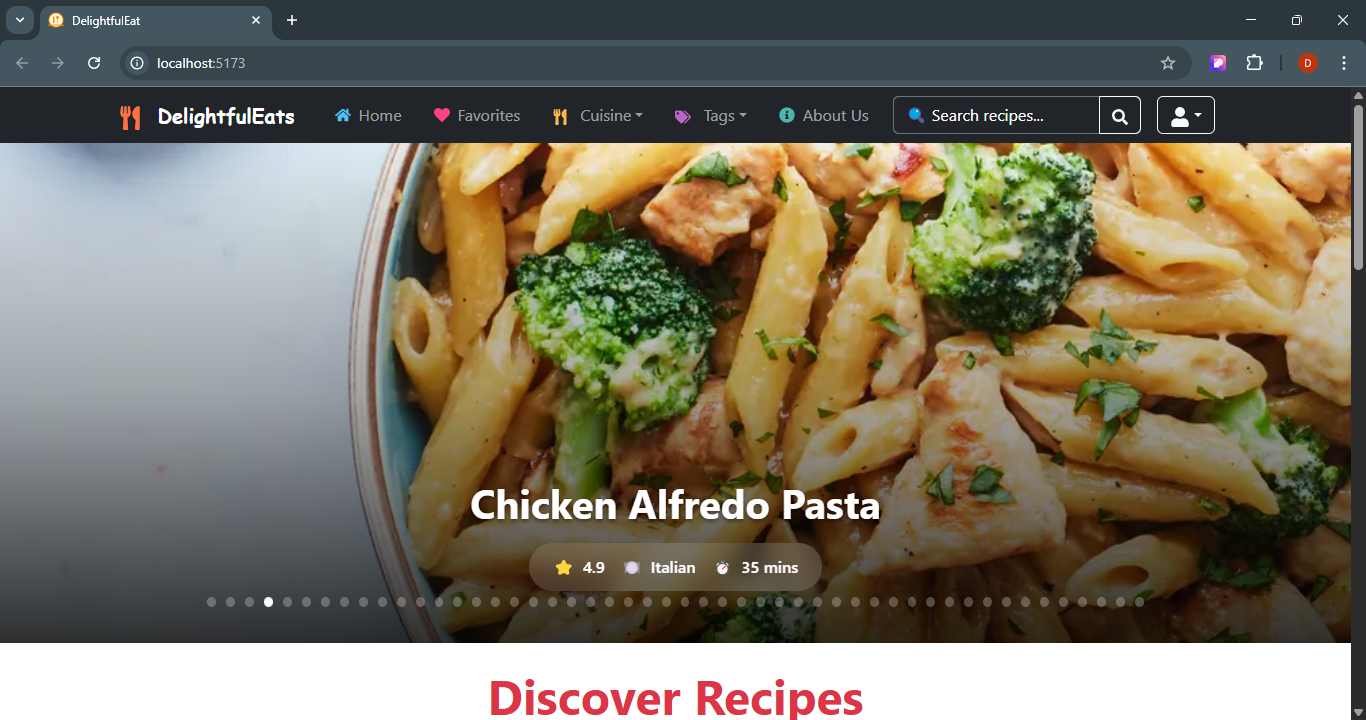 DelightfulEat
localhost:5173
DelightfulEats Home Favorites Cuisine Tags About Us Search recipes...
D
Chicken Alfredo Pasta
4.9 Italian 35 mins
Discover Recipes